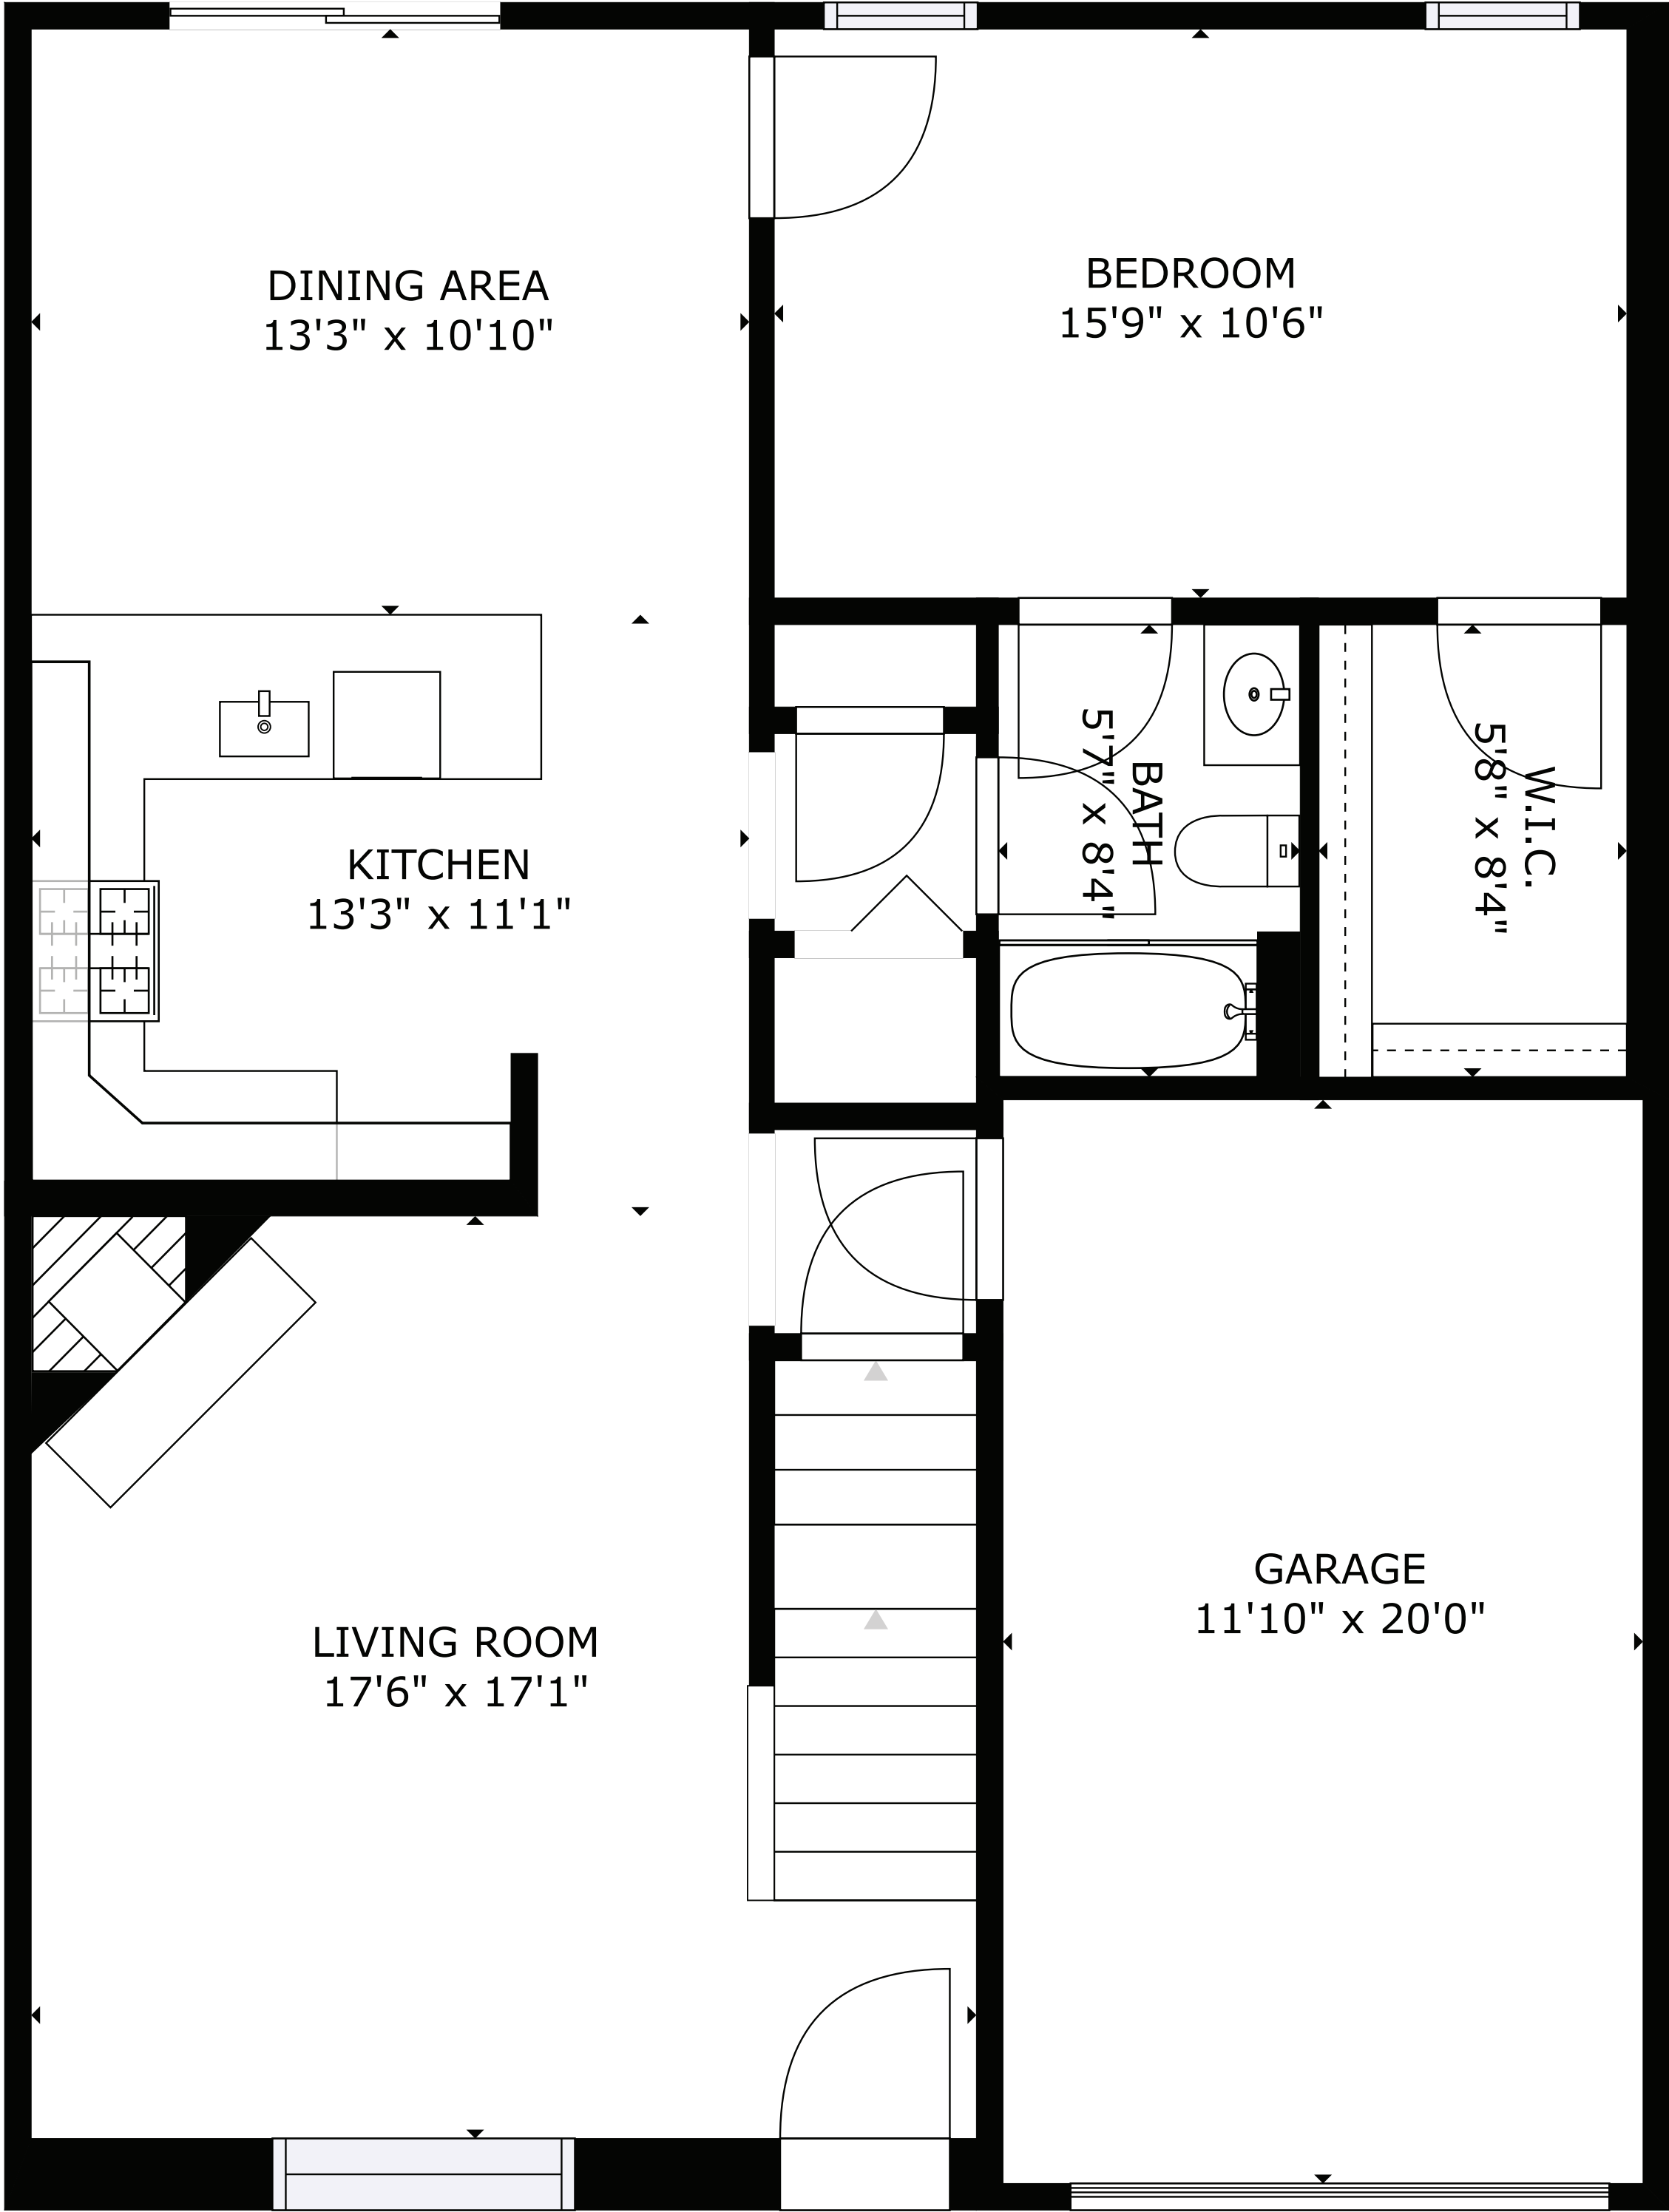 DINING AREA
13'3" x 10'10"
BEDROOM
15'9" x 10'6"
KITCHEN
13'3" x 11'1"
BATH
5'7" x 8'4"
W.I.C.
5'8" x 8'4"
LIVING ROOM
17'6" x 17'1"
GARAGE
11'10" x 20'0"